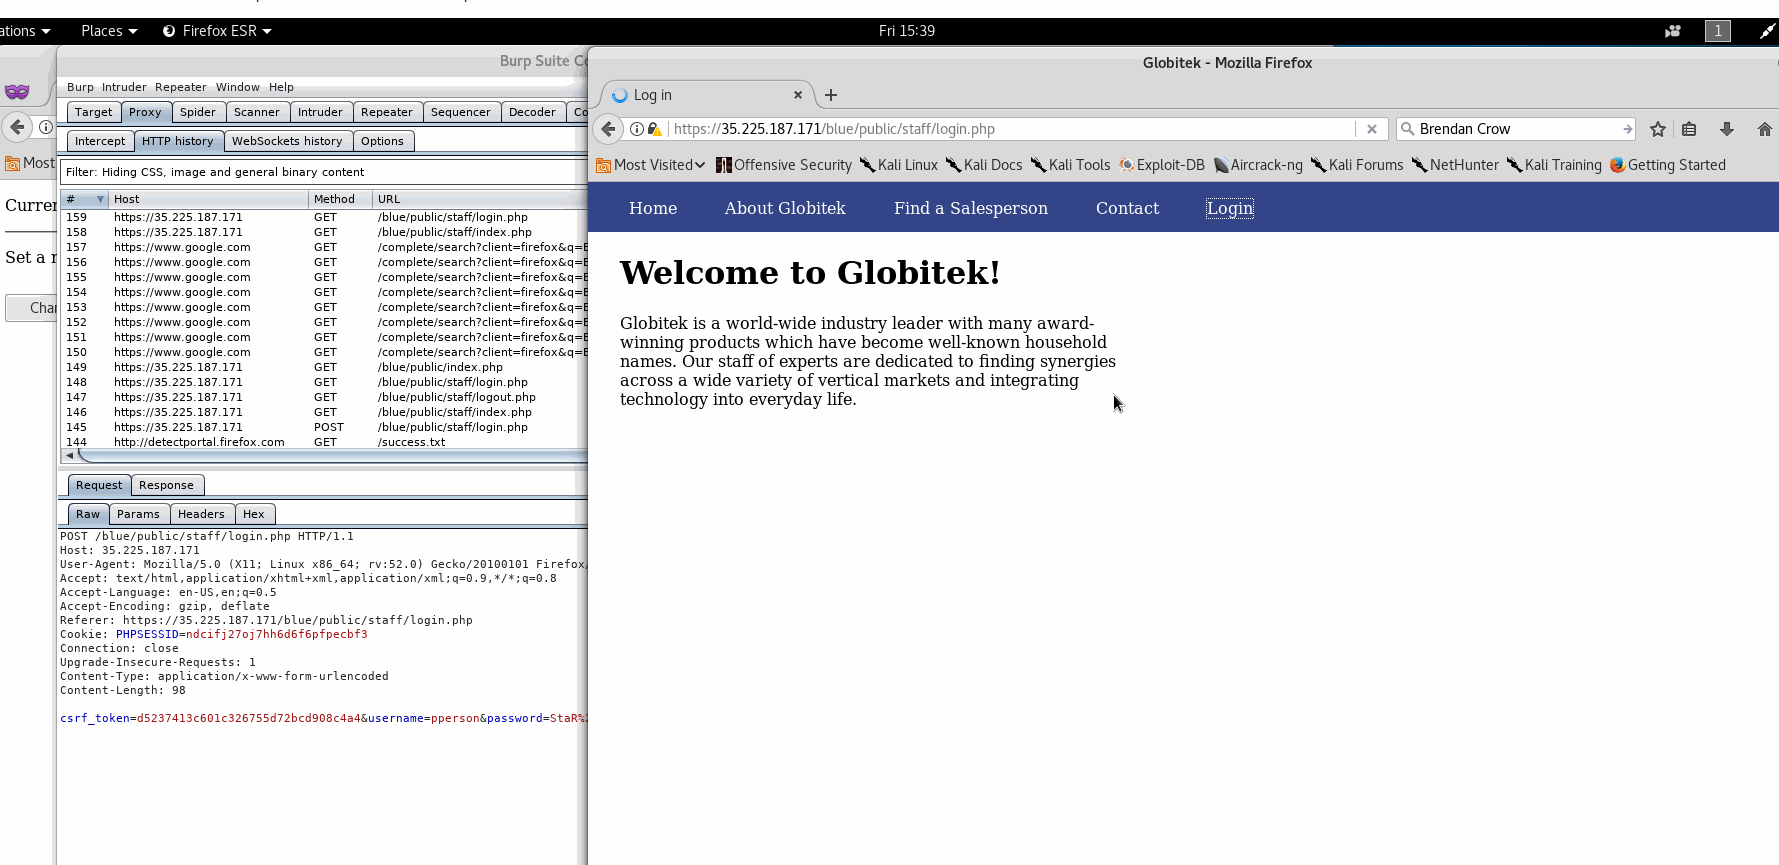 ations Places Firefox ESR Fri 15:39 1
Burp Suite Co
Globitek - Mozilla Firefox
Burp Intruder Repeater Window Help
Log in
Target Proxy Spider Scanner Intruder Repeater Sequencer Decoder Co
https://35.225.187.171/blue/public/staff/login.php Brendan Crow
Intercept HTTP history WebSockets history Options
Most
Most Visited Offensive Security Kali Linux Kali Docs Kali Tools Exploit-DB Aircrack-ng Kali Forums NetHunter Kali Training Getting Started
Filter: Hiding CSS, image and general binary content
# Host Method URL
159 https://35.225.187.171 GET /blue/public/staff/login.php
158 https://35.225.187.171 GET /blue/public/staff/index.php
157 https://www.google.com GET /complete/search?client=firefox&q=E
156 https://www.google.com GET /complete/search?client=firefox&q=E
155 https://www.google.com GET /complete/search?client=firefox&q=E
154 https://www.google.com GET /complete/search?client=firefox&q=E
153 https://www.google.com GET /complete/search?client=firefox&q=E
152 https://www.google.com GET /complete/search?client=firefox&q=E
151 https://www.google.com GET /complete/search?client=firefox&q=E
150 https://www.google.com GET /complete/search?client=firefox&q=E
149 https://35.225.187.171 GET /blue/public/index.php
148 https://35.225.187.171 GET /blue/public/staff/login.php
147 https://35.225.187.171 GET /blue/public/staff/logout.php
146 https://35.225.187.171 GET /blue/public/staff/index.php
145 https://35.225.187.171 POST /blue/public/staff/login.php
144 http://detectportal.firefox.com GET /success.txt
Curren
Set a n
Chan
Request Response
Raw Params Headers Hex
POST /blue/public/staff/login.php HTTP/1.1
Host: 35.225.187.171
User-Agent: Mozilla/5.0 (X11; Linux x86_64; rv:52.0) Gecko/20100101 Firefox/
Accept: text/html,application/xhtml+xml,application/xml;q=0.9,*/*;q=0.8
Accept-Language: en-US,en;q=0.5
Accept-Encoding: gzip, deflate
Referer: https://35.225.187.171/blue/public/staff/login.php
Cookie: PHPSESSID=ndcifj27oj7hh6d6f6pfpecbf3
Connection: close
Upgrade-Insecure-Requests: 1
Content-Type: application/x-www-form-urlencoded
Content-Length: 98
csrf_token=d5237413c601c326755d72bcd908c4a4&username=pperson&password=StaR%2
Home About Globitek Find a Salesperson Contact Login
Welcome to Globitek!
Globitek is a world-wide industry leader with many award-
winning products which have become well-known household
names. Our staff of experts are dedicated to finding synergies
across a wide variety of vertical markets and integrating
technology into everyday life.